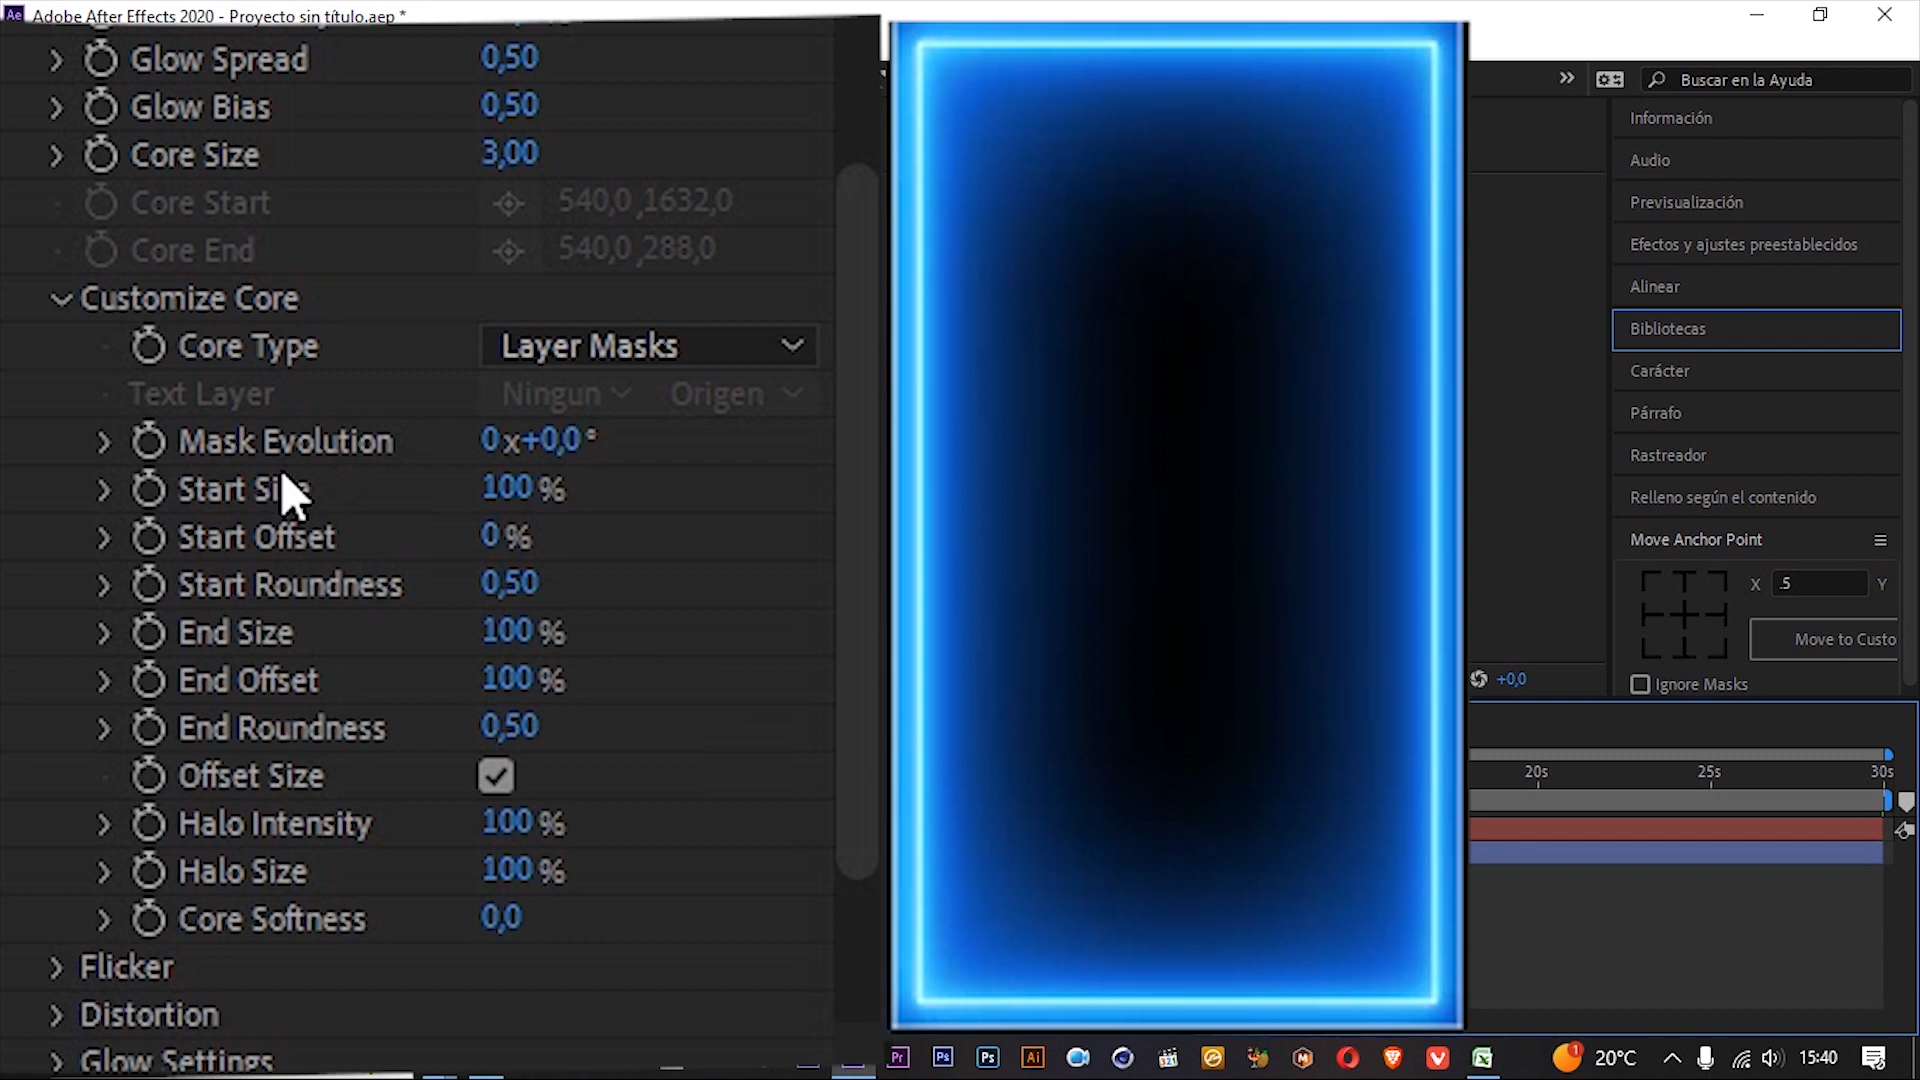 Adobe After Effects 2020 - Proyecto sin título.aep *
Glow Spread 0,50
Glow Bias 0,50
Core Size 3,00
Core Start 540,0 ,1632,0
Core End 540,0 ,288,0
Customize Core
Core Type Layer Masks
Text Layer Ningun Origen
Mask Evolution 0 x+0,0 °
Start Size 100 %
Start Offset 0 %
Start Roundness 0,50
End Size 100 %
End Offset 100 %
End Roundness 0,50
Offset Size
Halo Intensity 100 %
Halo Size 100 %
Core Softness 0,0
Flicker
Distortion
Glow Settings
Buscar en la Ayuda
Información
Audio
Previsualización
Efectos y ajustes preestablecidos
Alinear
Bibliotecas
Carácter
Párrafo
Rastreador
Relleno según el contenido
Move Anchor Point
X .5 Y
Move to Custo
Ignore Masks
+0,0
20s 25s 30s
20°C 15:40